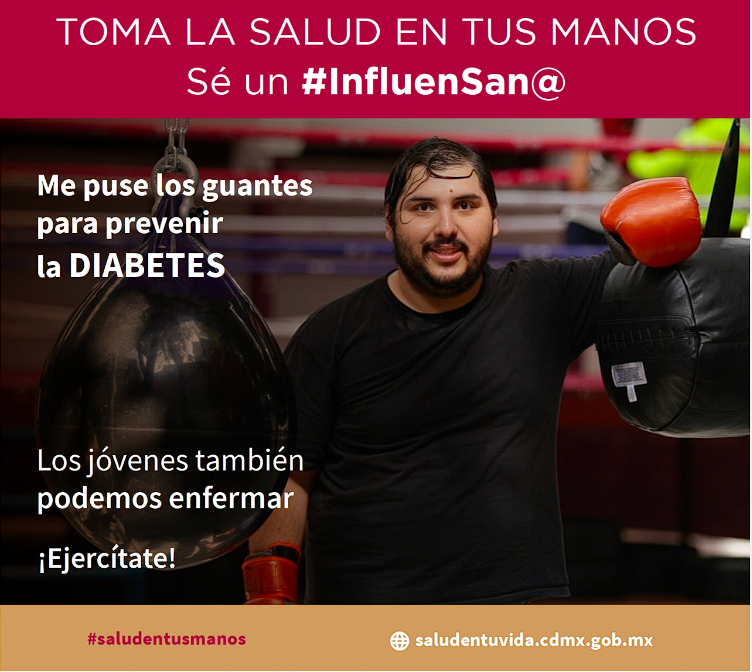 TOMA LA SALUD EN TUS MANOS
Sé un #InfluenSan@
Me puse los guantes
para prevenir
la DIABETES
Los jóvenes también
podemos enfermar
¡Ejercítate!
#saludentusmanos
saludentuvida.cdmx.gob.mx